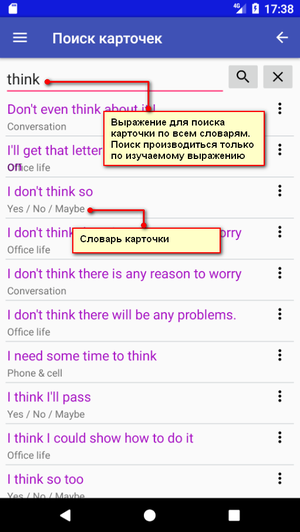 4G 17:38
Поиск карточек
think
Don't even think about it!
Conversation
Выражение для поиска
карточки по всем словарям.
Поиск производиться только
по изучаемому выражению
I'll get that letter
off
Office life
I don't think so
Yes / No / Maybe
Словарь карточки
I don't rry
Office life
I don't think there is any reason to worry
Conversation
I don't think there will be any problems.
Office life
I need some time to think
Phone & cell
I think I'll pass
Yes / No / Maybe
I think I could show how to do it
Office life
I think so too
Yes / No / Maybe